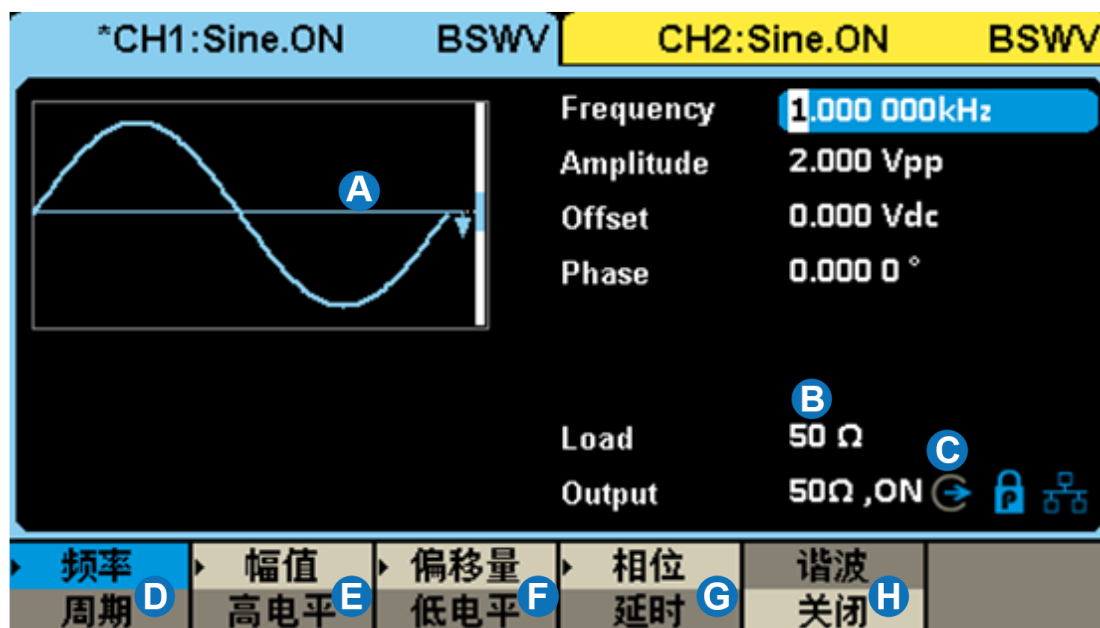 *CH1:Sine.ON BSWV CH2:Sine.ON BSWV
Frequency 1.000 000kHz
A
Amplitude 2.000 Vpp
Offset 0.000 Vdc
Phase 0.000 0 °
B
Load 50 Ω
C
Output 50Ω ,ON P
频率 幅值 偏移量 相位 谐波
周期 D 高电平 E 低电平 F 延时 G 关闭 H